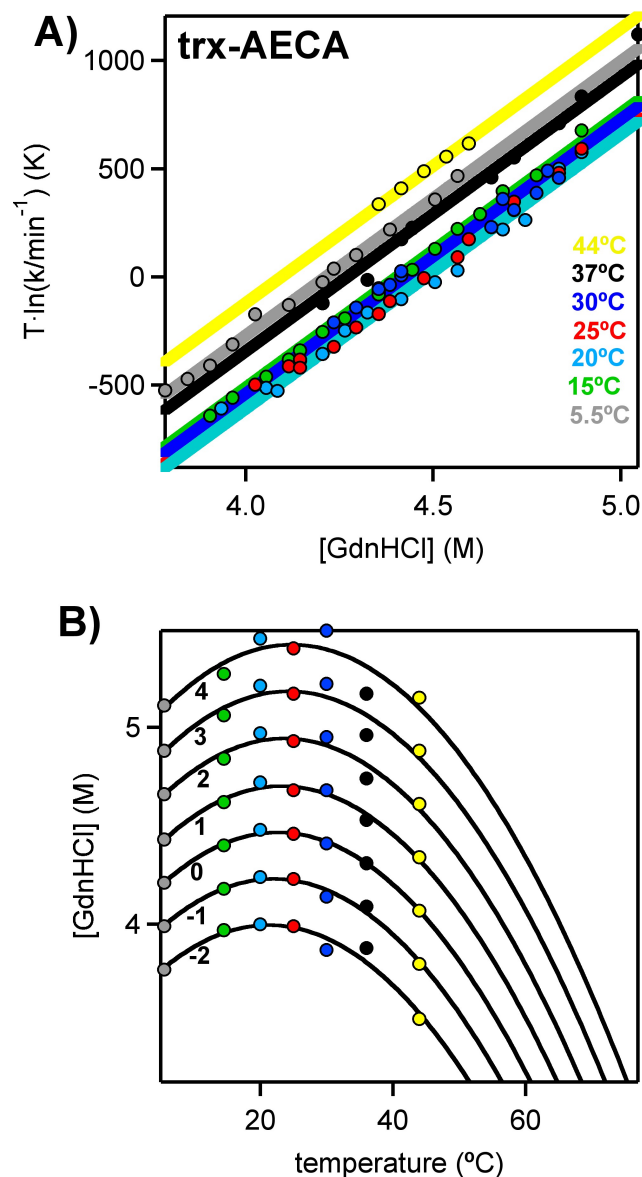 A)
trx-AECA
1000
500
0
-500
T·ln(k/min⁻¹) (K)
44ºC
37ºC
30ºC
25ºC
20ºC
15ºC
5.5ºC
4.0
4.5
5.0
[GdnHCl] (M)
B)
5
4
[GdnHCl] (M)
4
3
2
1
0
-1
-2
20
40
60
temperature (ºC)